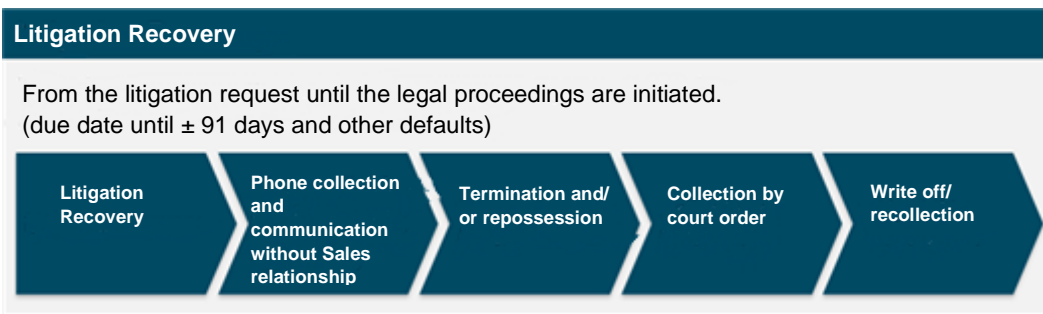 Litigation Recovery
From the litigation request until the legal proceedings are initiated.
(due date until ± 91 days and other defaults)
Litigation
Recovery
Phone collection
and
communication
without Sales
relationship
Termination and/
or repossession
Collection by
court order
Write off/
recollection